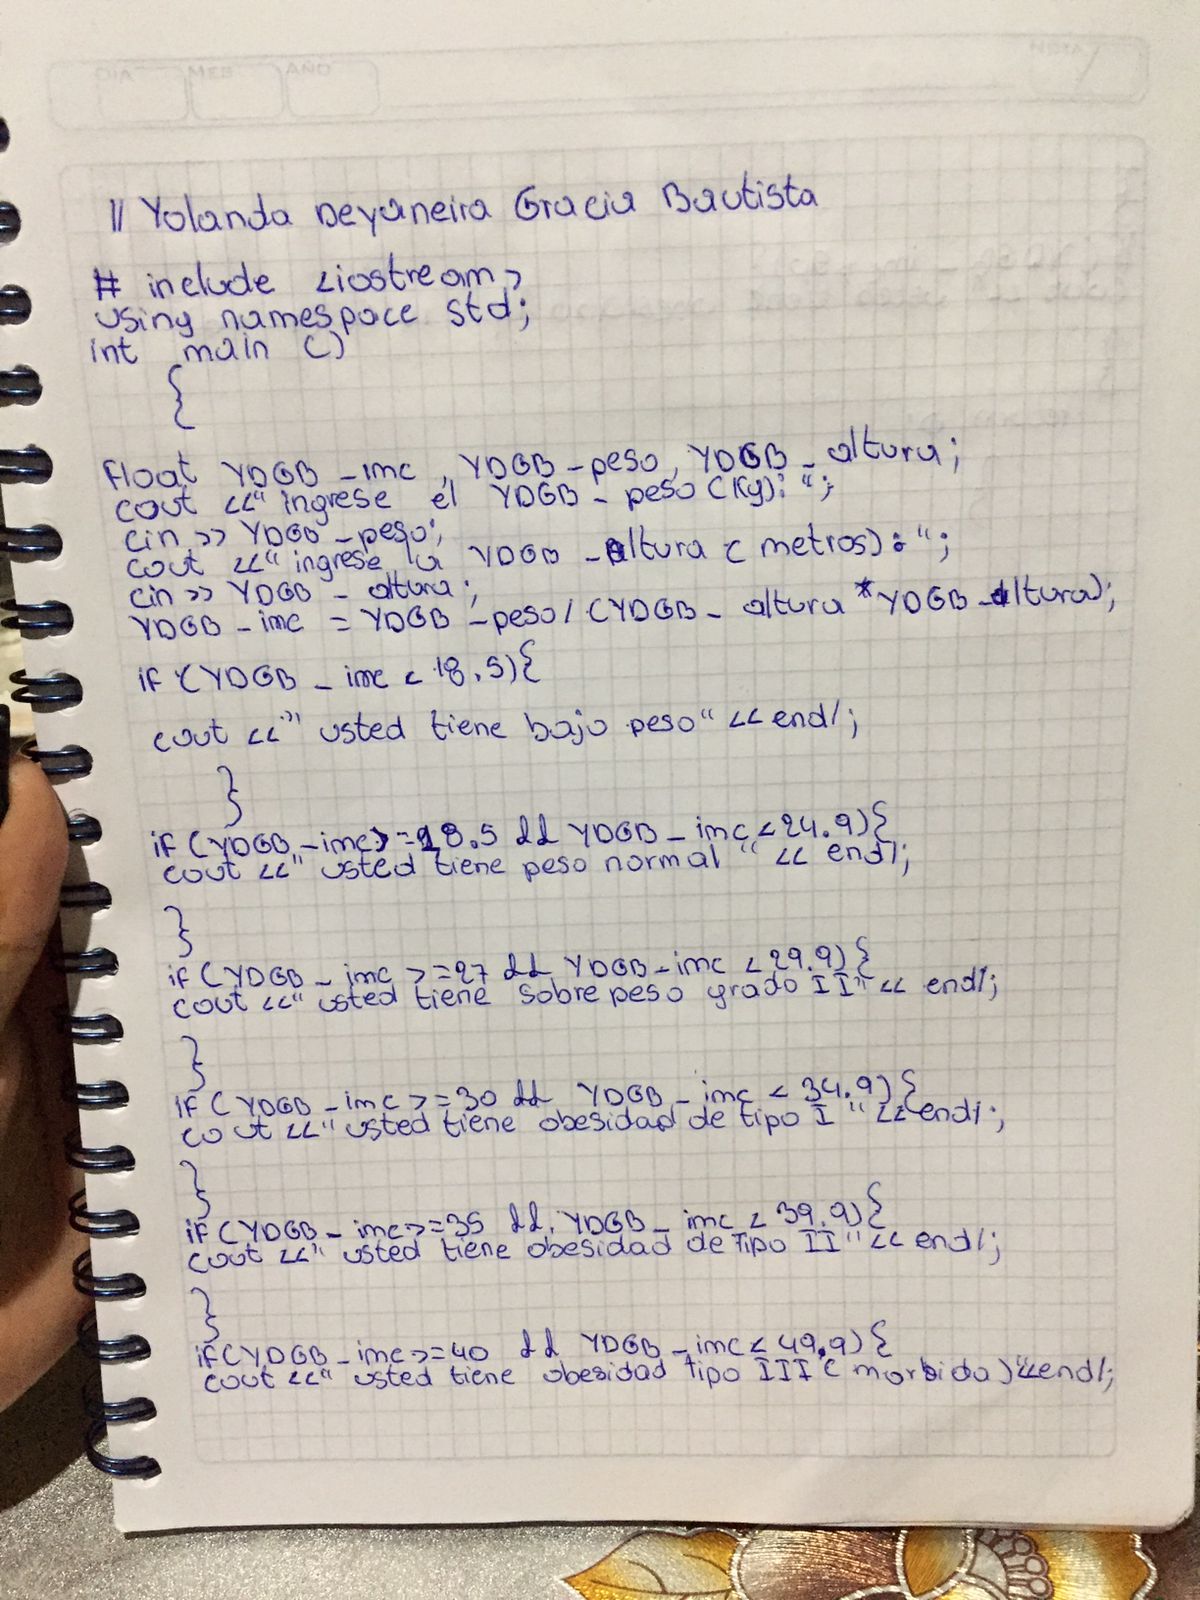 DIA MES AÑO
// Yolanda Deyaneira Gracia Bautista
# include <iostream>
using namespace std;
int main ()
{
Float YDGB_imc, YDGB_peso, YDGB_altura;
cout <<"ingrese el YDGB_peso (Kg): ";
cin >> YDGB_peso;
cout <<"ingrese la YDGB_altura ( metros): ";
cin >> YDGB_altura;
YDGB_imc = YDGB_peso / (YDGB_altura * YDGB_altura);
if (YDGB_imc < 18.5){
cout <<" usted tiene bajo peso" << endl;
}
if (YDGB_imc >=18.5 && YDGB_imc <24.9){
cout <<" usted tiene peso normal " << endl;
}
if (YDGB_imc >=27 && YDGB_imc <29.9){
cout <<" usted tiene sobre peso grado II" << endl;
}
if (YDGB_imc >=30 && YDGB_imc < 34.9){
cout <<" usted tiene obesidad de tipo I " << endl;
}
if (YDGB_imc >=35 && YDGB_imc < 39.9){
cout <<" usted tiene obesidad de Tipo II" << endl;
}
if (YDGB_imc >=40 && YDGB_imc < 49.9){
cout <<" usted tiene obesidad tipo III ( morbida )" <<endl;